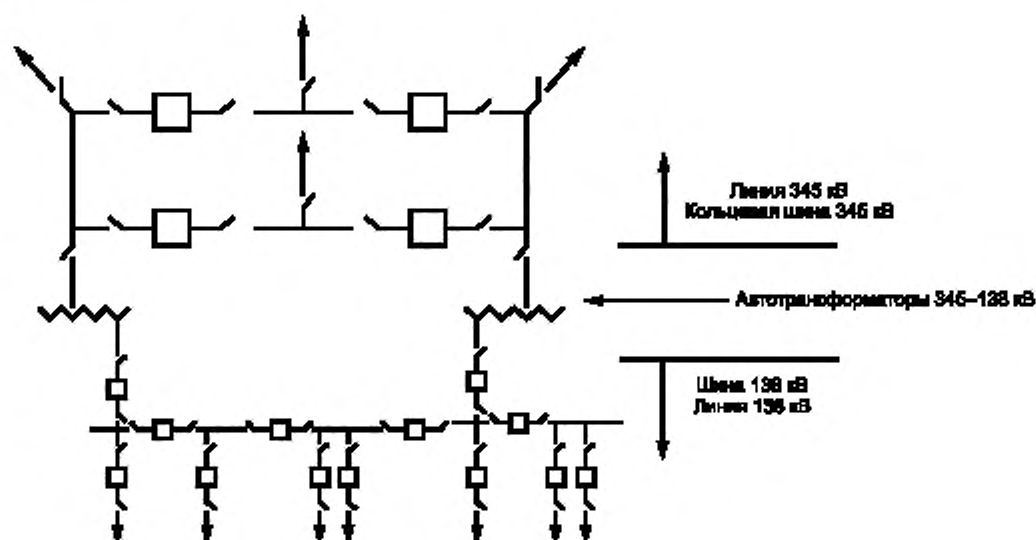 Линия 345 кВ
Кольцевая шина 345 кВ
Автотрансформаторы 345–138 кВ
Шина 138 кВ
Линия 138 кВ